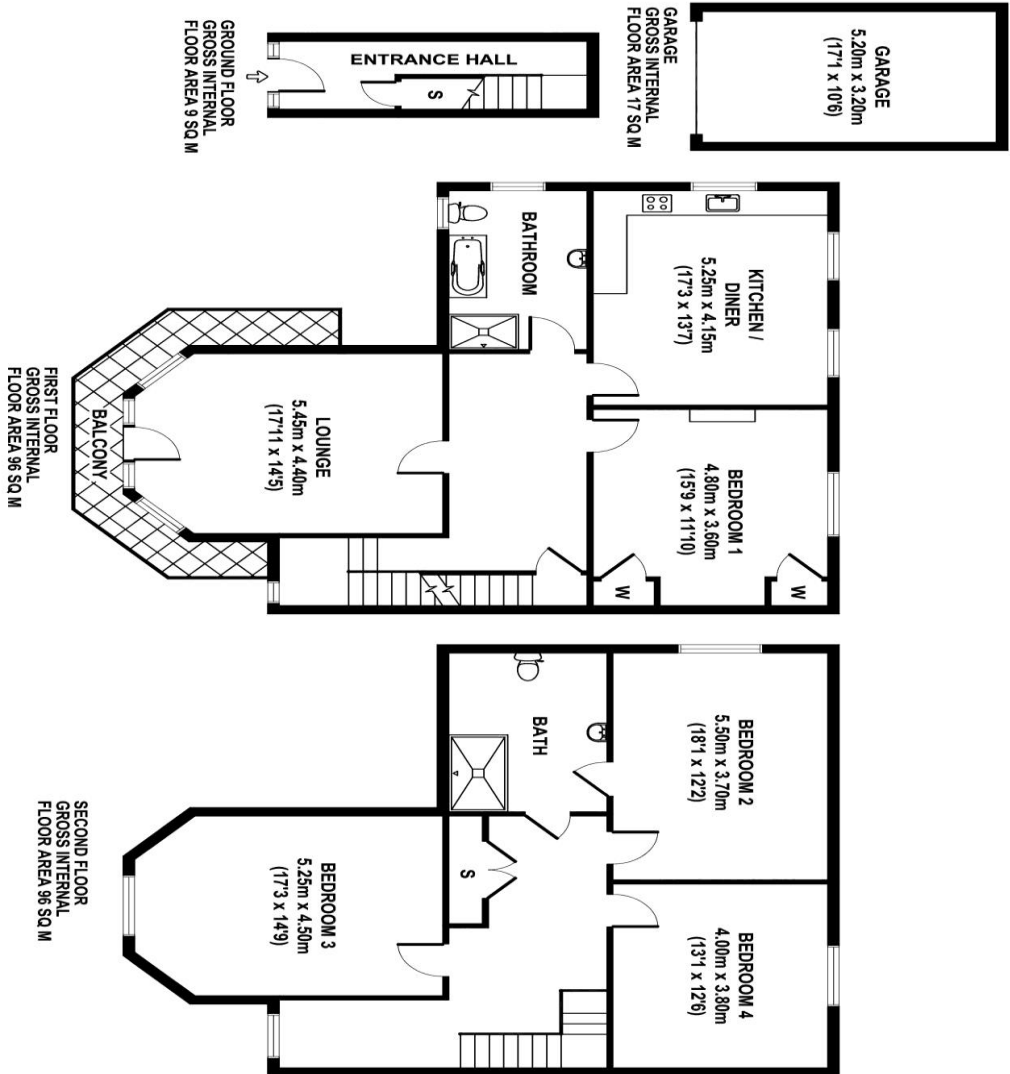 GARAGE
5.20m x 3.20m
(17'1 x 10'6)
GARAGE
GROSS INTERNAL
FLOOR AREA 17 SQ M
ENTRANCE HALL
S
GROUND FLOOR
GROSS INTERNAL
FLOOR AREA 9 SQ M
KITCHEN /
DINER
5.25m x 4.15m
(17'3 x 13'7)
BEDROOM 1
4.80m x 3.60m
(15'9 x 11'10)
W
W
BATHROOM
LOUNGE
5.45m x 4.40m
(17'11 x 14'5)
BALCONY
FIRST FLOOR
GROSS INTERNAL
FLOOR AREA 96 SQ M
BEDROOM 2
5.50m x 3.70m
(18'1 x 12'2)
BEDROOM 4
4.00m x 3.80m
(13'1 x 12'6)
BATH
S
BEDROOM 3
5.25m x 4.50m
(17'3 x 14'9)
SECOND FLOOR
GROSS INTERNAL
FLOOR AREA 96 SQ M